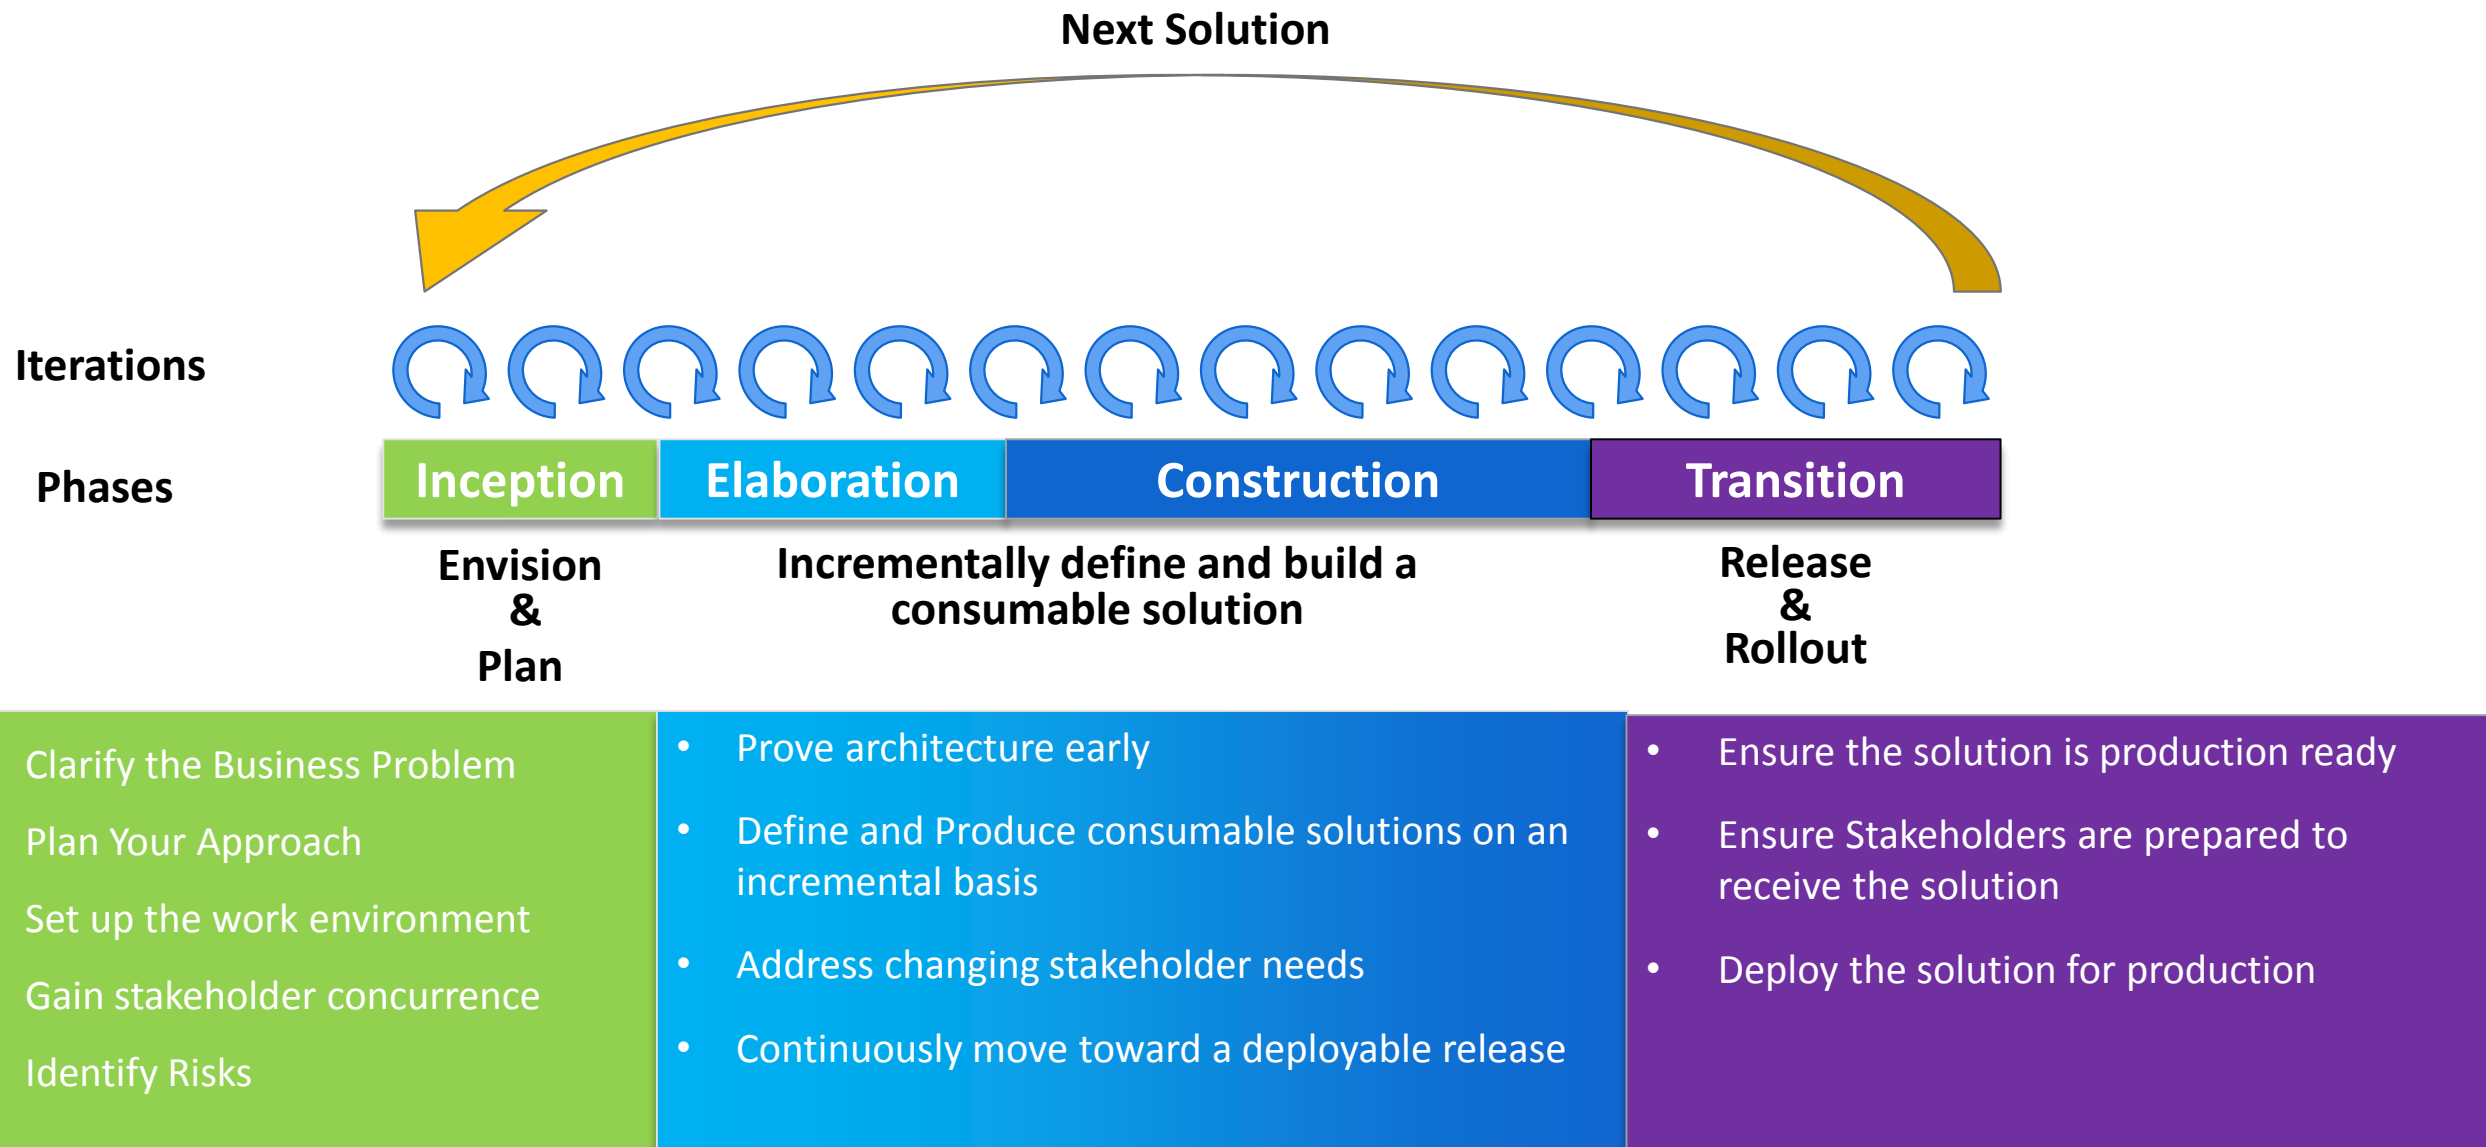 Next Solution
Iterations
Phases
Inception
Elaboration
Construction
Transition
Envision
&
Plan
Incrementally define and build a
consumable solution
Release
&
Rollout
Clarify the Business Problem
Plan Your Approach
Set up the work environment
Gain stakeholder concurrence
Identify Risks
• Prove architecture early
• Define and Produce consumable solutions on an
incremental basis
• Address changing stakeholder needs
• Continuously move toward a deployable release
• Ensure the solution is production ready
• Ensure Stakeholders are prepared to
receive the solution
• Deploy the solution for production